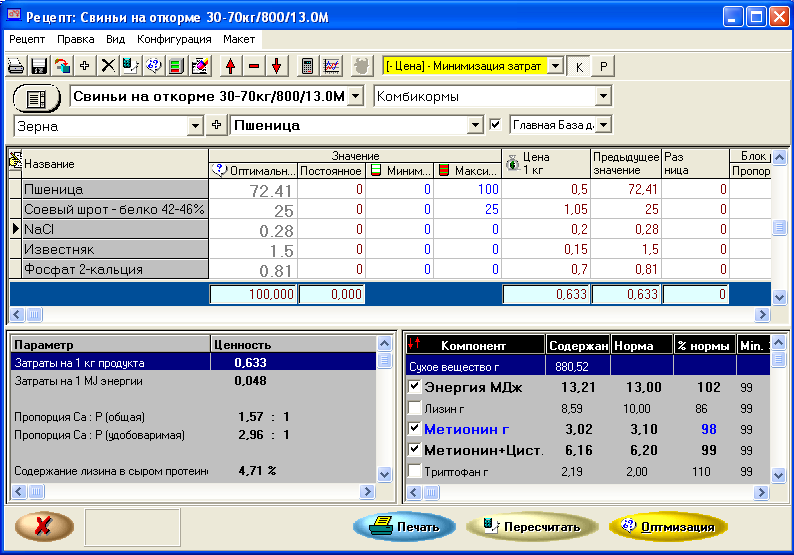 Рецепт: Свиньи на откорме 30-70кг/800/13.0М
Рецепт Правка Вид Конфигурация Макет
[- Цена] - Минимизация затрат К Р
Свиньи на откорме 30-70кг/800/13.0М Комбикормы
Зерна Пшеница Главная База д.
Название Значение Цена 1 кг Предыдущее значение Раз ница Блок
Оптимальн... Постоянное Миним... Макси... Пропор
Пшеница 72.41 0 0 100 0,5 72,41 0
Соевый шрот - белко 42-46% 25 0 0 25 1,05 25 0
NaCl 0.28 0 0 0 0,2 0,28 0
Известняк 1.5 0 0 0 0,15 1,5 0
Фосфат 2-кальция 0.81 0 0 0 0,7 0,81 0
100,000 0,000 0,633 0,633 0
Параметр Ценность
Затраты на 1 кг продукта 0,633
Затраты на 1 MJ энергии 0,048
Пропорция Ca : P (общая) 1,57 : 1
Пропорция Ca : P (удобоваримая) 2,96 : 1
Содержание лизина в сыром протеин 4,71 %
Компонент Содержан Норма % нормы Min.
Сухое вещество г 880,52
Энергия МДж 13,21 13,00 102 99
Лизин г 8,59 10,00 86 99
Метионин г 3,02 3,10 98 99
Метионин+Цист. 6,16 6,20 99 99
Триптофан г 2,19 2,00 110 99
Печать Пересчитать Оптмизация